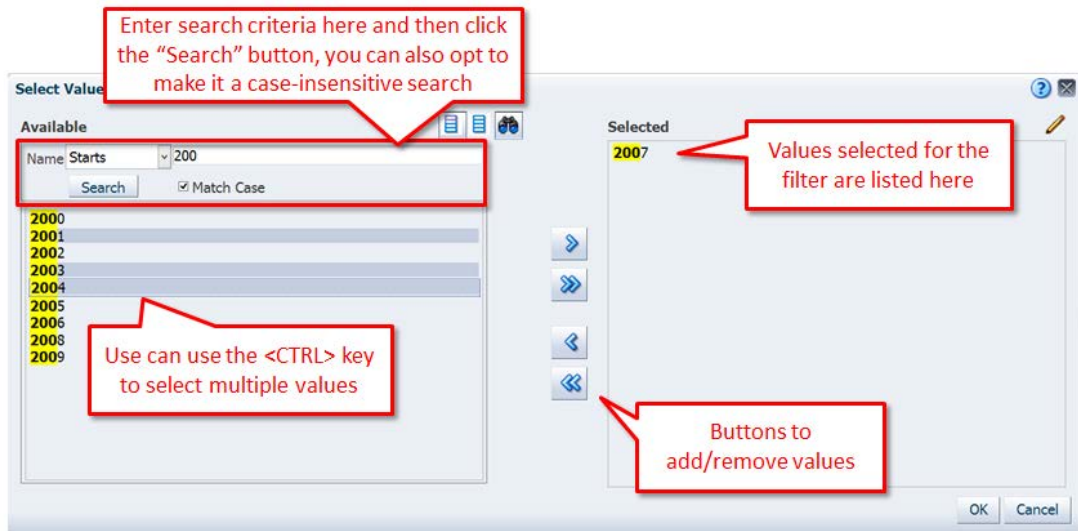 Enter search criteria here and then click
the “Search” button, you can also opt to
make it a case-insensitive search
Select Value
Available
Name Starts 200
Search Match Case
2000
2001
2002
2003
2004
2005
2006
2008
2009
Use can use the <CTRL> key
to select multiple values
Selected
2007
Values selected for the
filter are listed here
Buttons to
add/remove values
OK Cancel